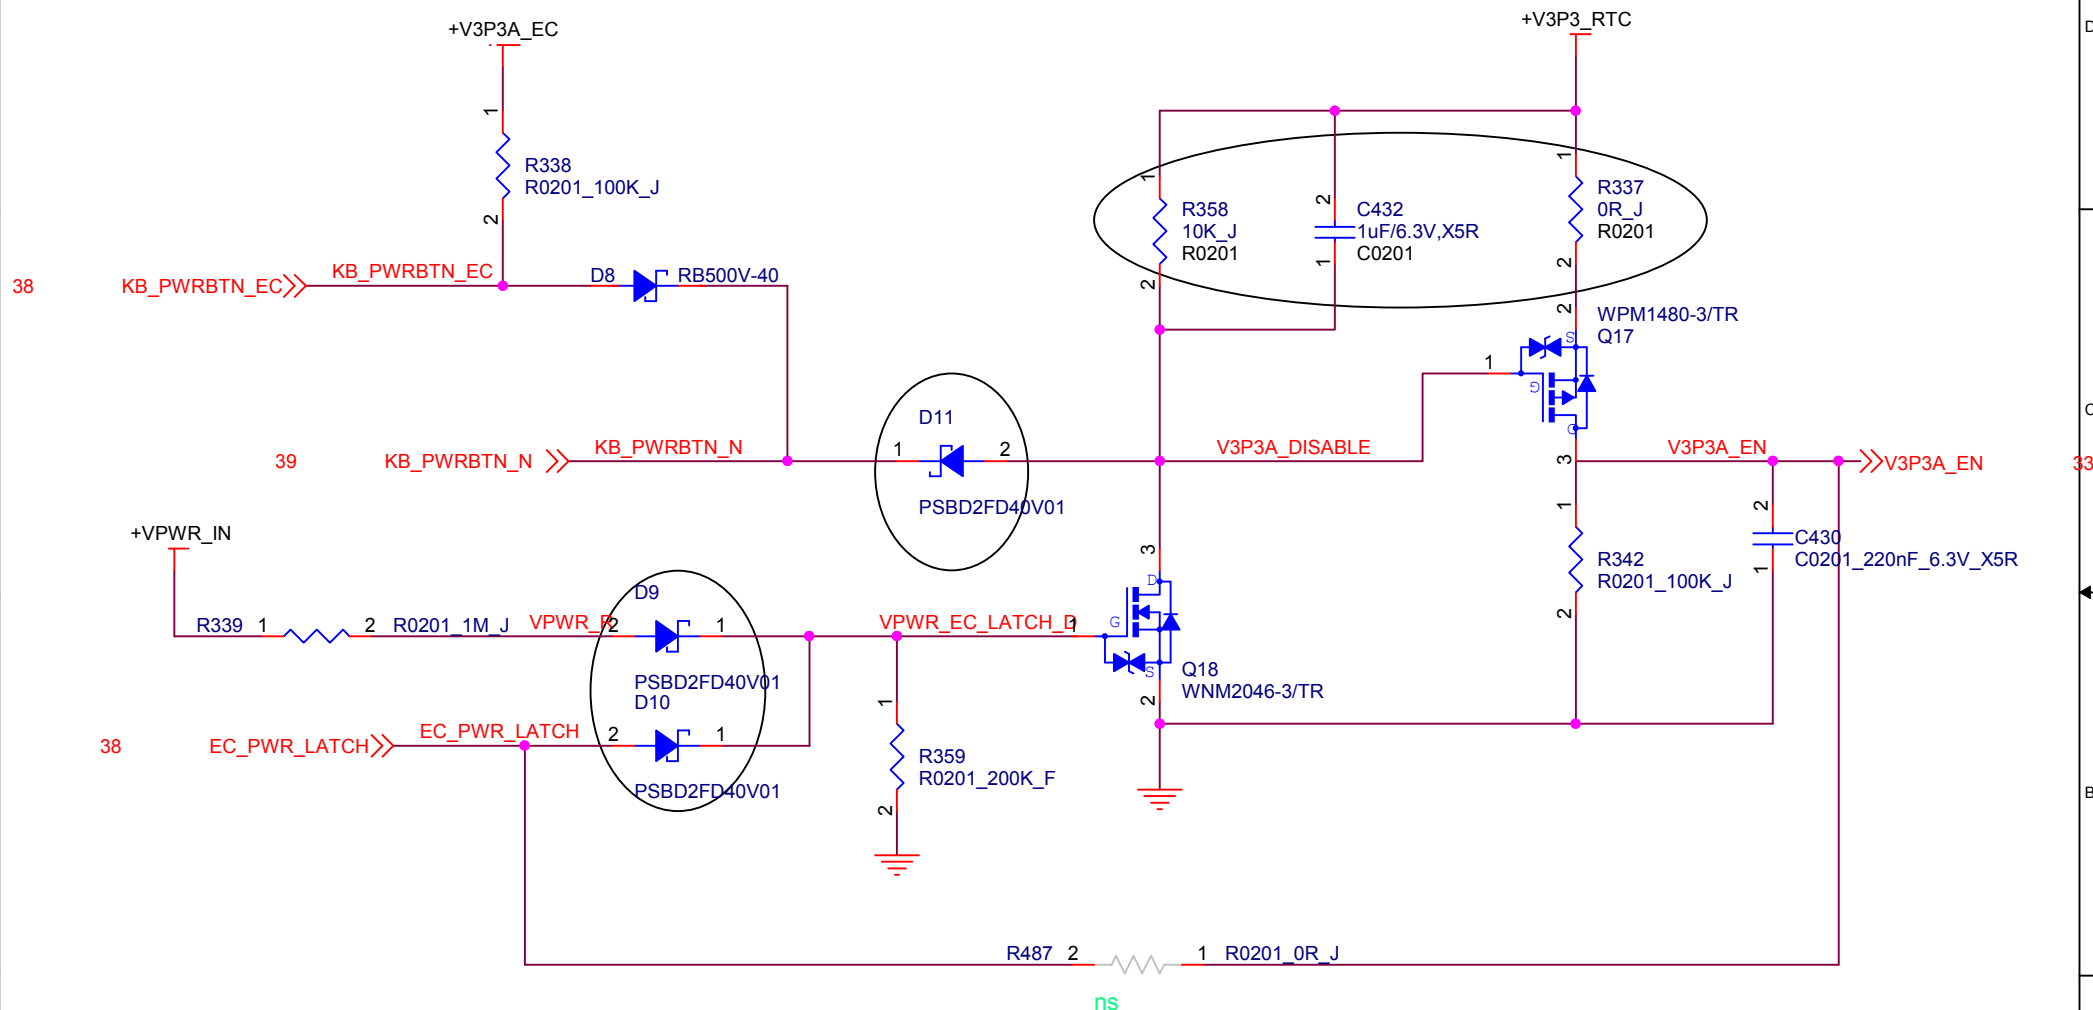 +V3P3A_EC
+V3P3_RTC
D
1
R338
R0201_100K_J
2
1
R358
10K_J
R0201
2
2
C432
1uF/6.3V,X5R
C0201
1
1
R337
0R_J
R0201
2
38
KB_PWRBTN_EC
KB_PWRBTN_EC
D8
RB500V-40
2
WPM1480-3/TR
Q17
S
1
G
D
3
C
39
KB_PWRBTN_N
KB_PWRBTN_N
D11
1
2
PSBD2FD40V01
V3P3A_DISABLE
V3P3A_EN
V3P3A_EN
33
+VPWR_IN
R339
1
2
R0201_1M_J
VPWR_R
D9
2
1
PSBD2FD40V01
VPWR_EC_LATCH_D
1
3
D
G
S
2
Q18
WNM2046-3/TR
1
R342
R0201_100K_J
2
2
C430
C0201_220nF_6.3V_X5R
1
38
EC_PWR_LATCH
EC_PWR_LATCH
D10
2
1
PSBD2FD40V01
1
R359
R0201_200K_F
2
B
R487
2
1
R0201_0R_J
ns